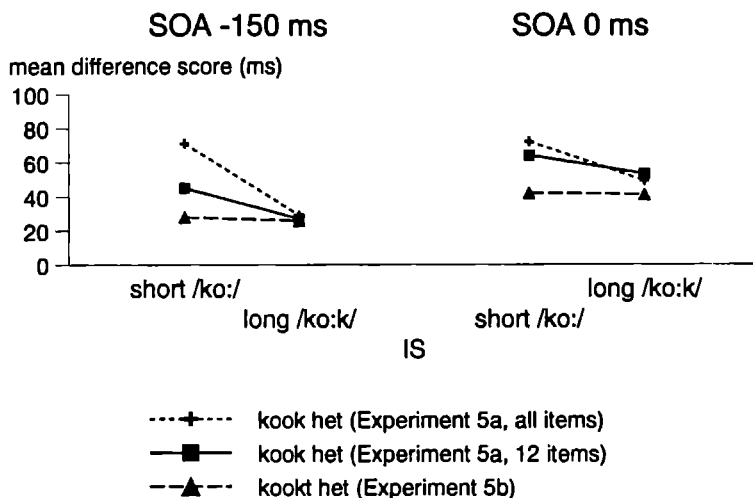 SOA -150 ms SOA 0 ms
mean difference score (ms)
100
80
60
40
20
0
short /ko:/ long /ko:k/
long /ko:k/ short /ko:/
IS
kook het (Experiment 5a, all items)
kook het (Experiment 5a, 12 items)
kookt het (Experiment 5b)